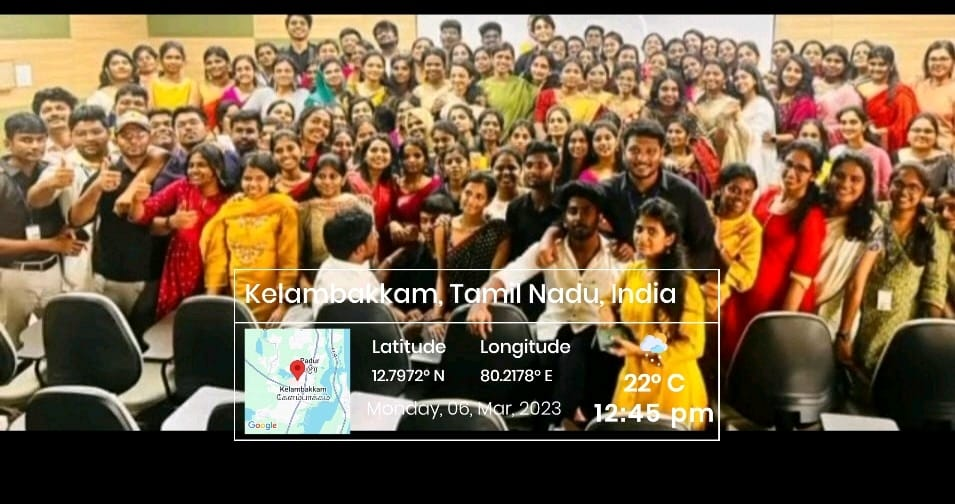 Kelambakkam, Tamil Nadu, India
Latitude
Longitude
12.7972° N
80.2178° E
Monday, 06, Mar, 2023
22° C
12:45 pm
Padur
Kelambakkam
Google